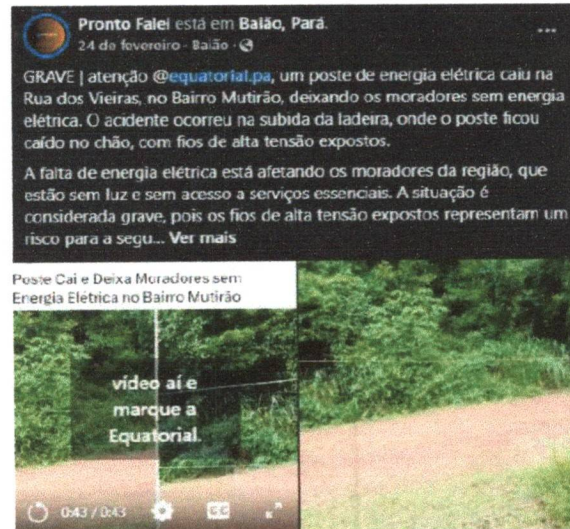 Pronto Falei está em Baião, Pará.
24 de fevereiro · Baião ·
GRAVE | atenção @equatorial.pa, um poste de energia elétrica caiu na
Rua dos Vieiras, no Bairro Mutirão, deixando os moradores sem energia
elétrica. O acidente ocorreu na subida da ladeira, onde o poste ficou
caído no chão, com fios de alta tensão expostos.
A falta de energia elétrica está afetando os moradores da região, que
estão sem luz e sem acesso a serviços essenciais. A situação é
considerada grave, pois os fios de alta tensão expostos representam um
risco para a segu... Ver mais
Poste Cai e Deixa Moradores sem
Energia Elétrica no Bairro Mutirão
vídeo aí e
marque a
Equatorial.
0:43 / 0:43
CC